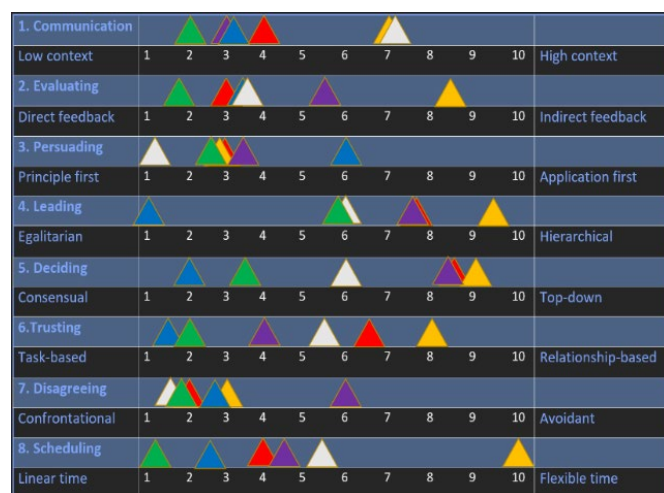 1. Communication
Low context 1 2 3 4 5 6 7 8 9 10 High context
2. Evaluating
Direct feedback 1 2 3 4 5 6 7 8 9 10 Indirect feedback
3. Persuading
Principle first 1 2 3 4 5 6 7 8 9 10 Application first
4. Leading
Egalitarian 1 2 3 4 5 6 7 8 9 10 Hierarchical
5. Deciding
Consensual 1 2 3 4 5 6 7 8 9 10 Top-down
6.Trusting
Task-based 1 2 3 4 5 6 7 8 9 10 Relationship-based
7. Disagreeing
Confrontational 1 2 3 4 5 6 7 8 9 10 Avoidant
8. Scheduling
Linear time 1 2 3 4 5 6 7 8 9 10 Flexible time